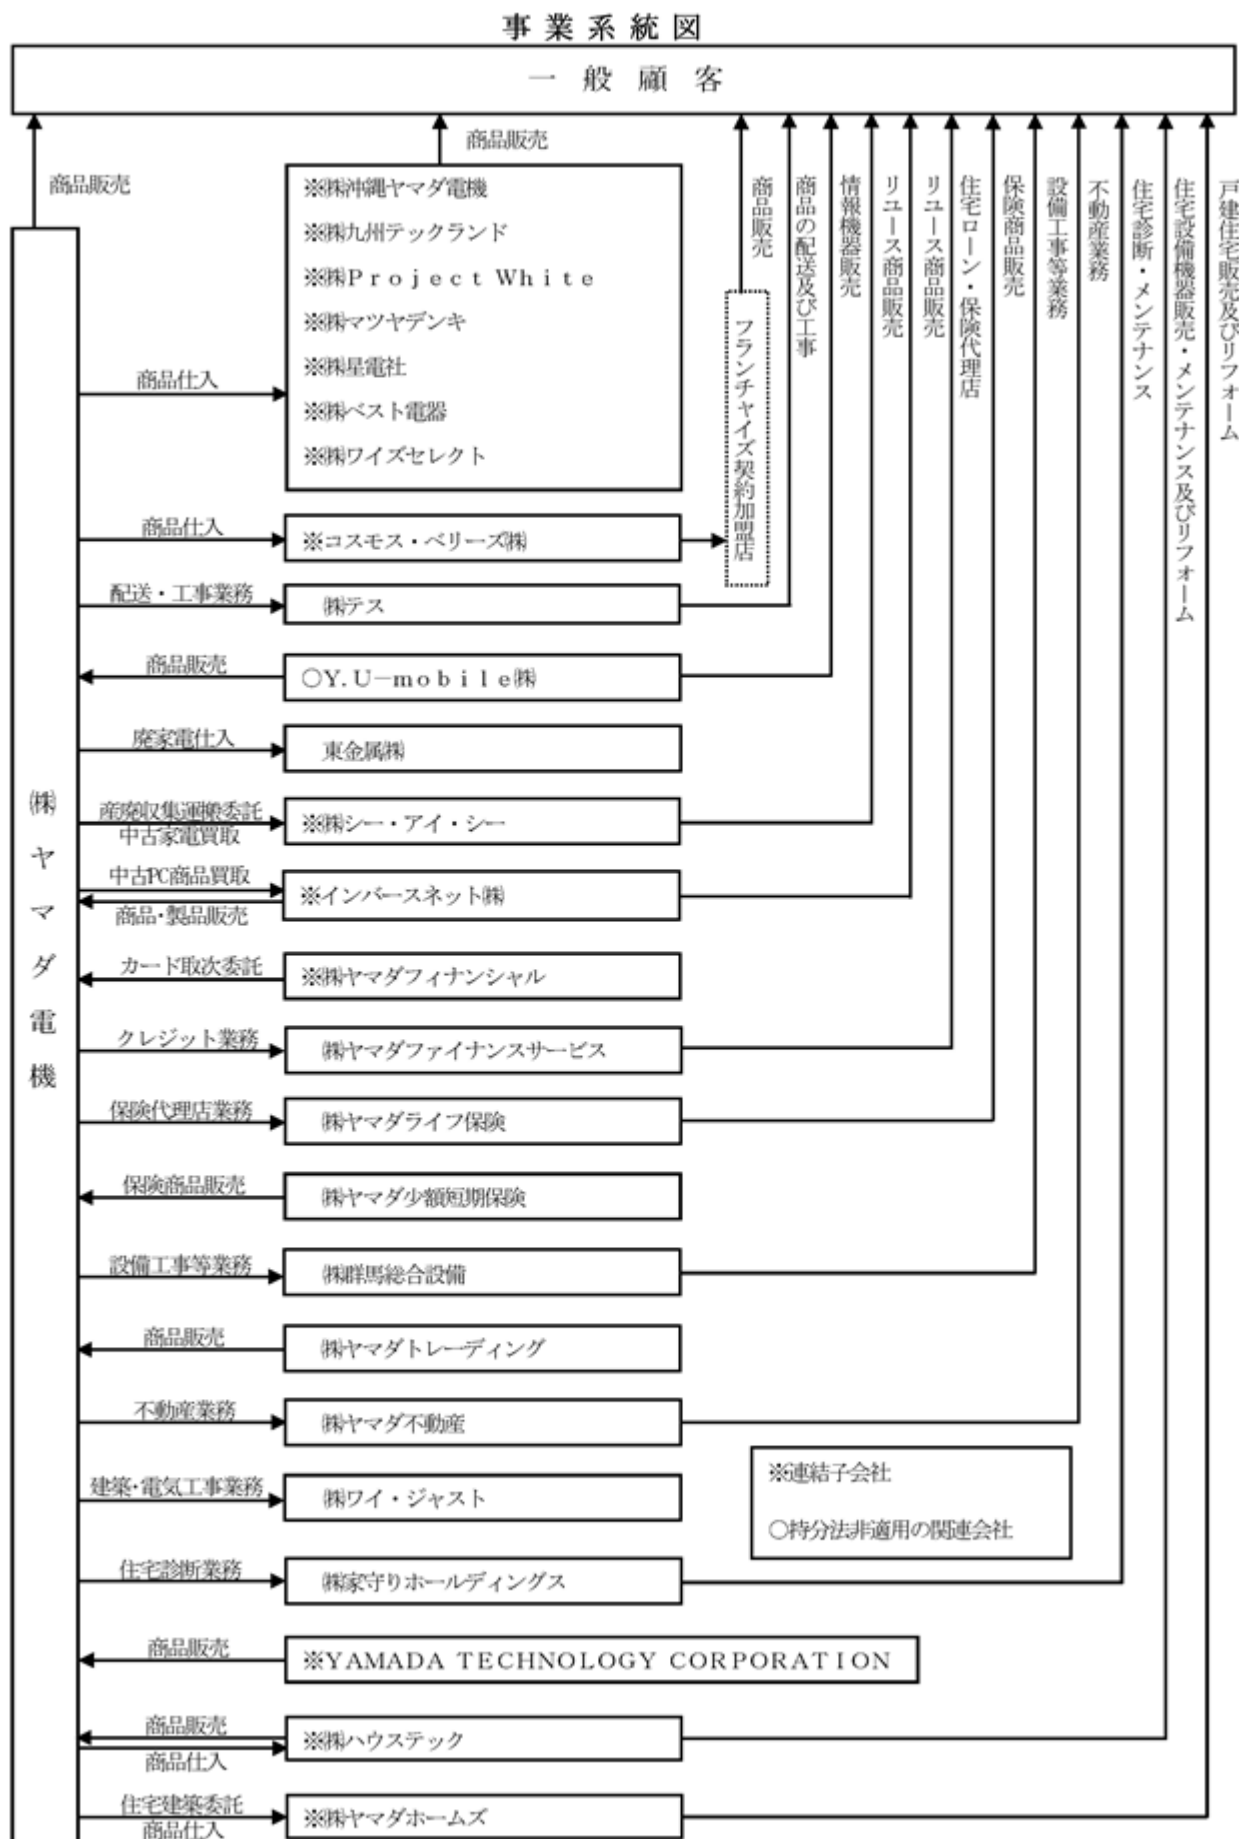 事業系統図
一般顧客
商品販売
商品販売
商品販売
商品の配送及び工事
情報機器販売
リユース商品販売
リユース商品販売
住宅ローン・保険代理店
保険商品販売
設備工事等業務
不動産業務
住宅診断・メンテナンス
住宅設備機器販売・メンテナンス及びリフォーム
戸建住宅販売及びリフォーム
㈱ヤマダ電機
商品仕入
※㈱沖縄ヤマダ電機
※㈱九州テックランド
※㈱Project White
※㈱マツヤデンキ
※㈱星電社
※㈱ベスト電器
※㈱ワイズセレクト
フランチャイズ契約加盟店
商品仕入
※コスモス・ベリーズ㈱
配送・工事業務
㈱テス
商品販売
○Y.U－mobile㈱
廃家電仕入
東金属㈱
産廃収集運搬委託
中古家電買取
※㈱シー・アイ・シー
中古PC商品買取
商品・製品販売
※インバースネット㈱
カード取次委託
※㈱ヤマダフィナンシャル
クレジット業務
㈱ヤマダファイナンスサービス
保険代理店業務
㈱ヤマダライフ保険
保険商品販売
㈱ヤマダ少額短期保険
設備工事等業務
㈱群馬総合設備
商品販売
㈱ヤマダトレーディング
不動産業務
㈱ヤマダ不動産
建築・電気工事業務
㈱ワイ・ジャスト
※連結子会社
○持分法非適用の関連会社
住宅診断業務
㈱家守りホールディングス
商品販売
※YAMADA TECHNOLOGY CORPORATION
商品販売
商品仕入
※㈱ハウステック
住宅建築委託
商品仕入
※㈱ヤマダホームズ